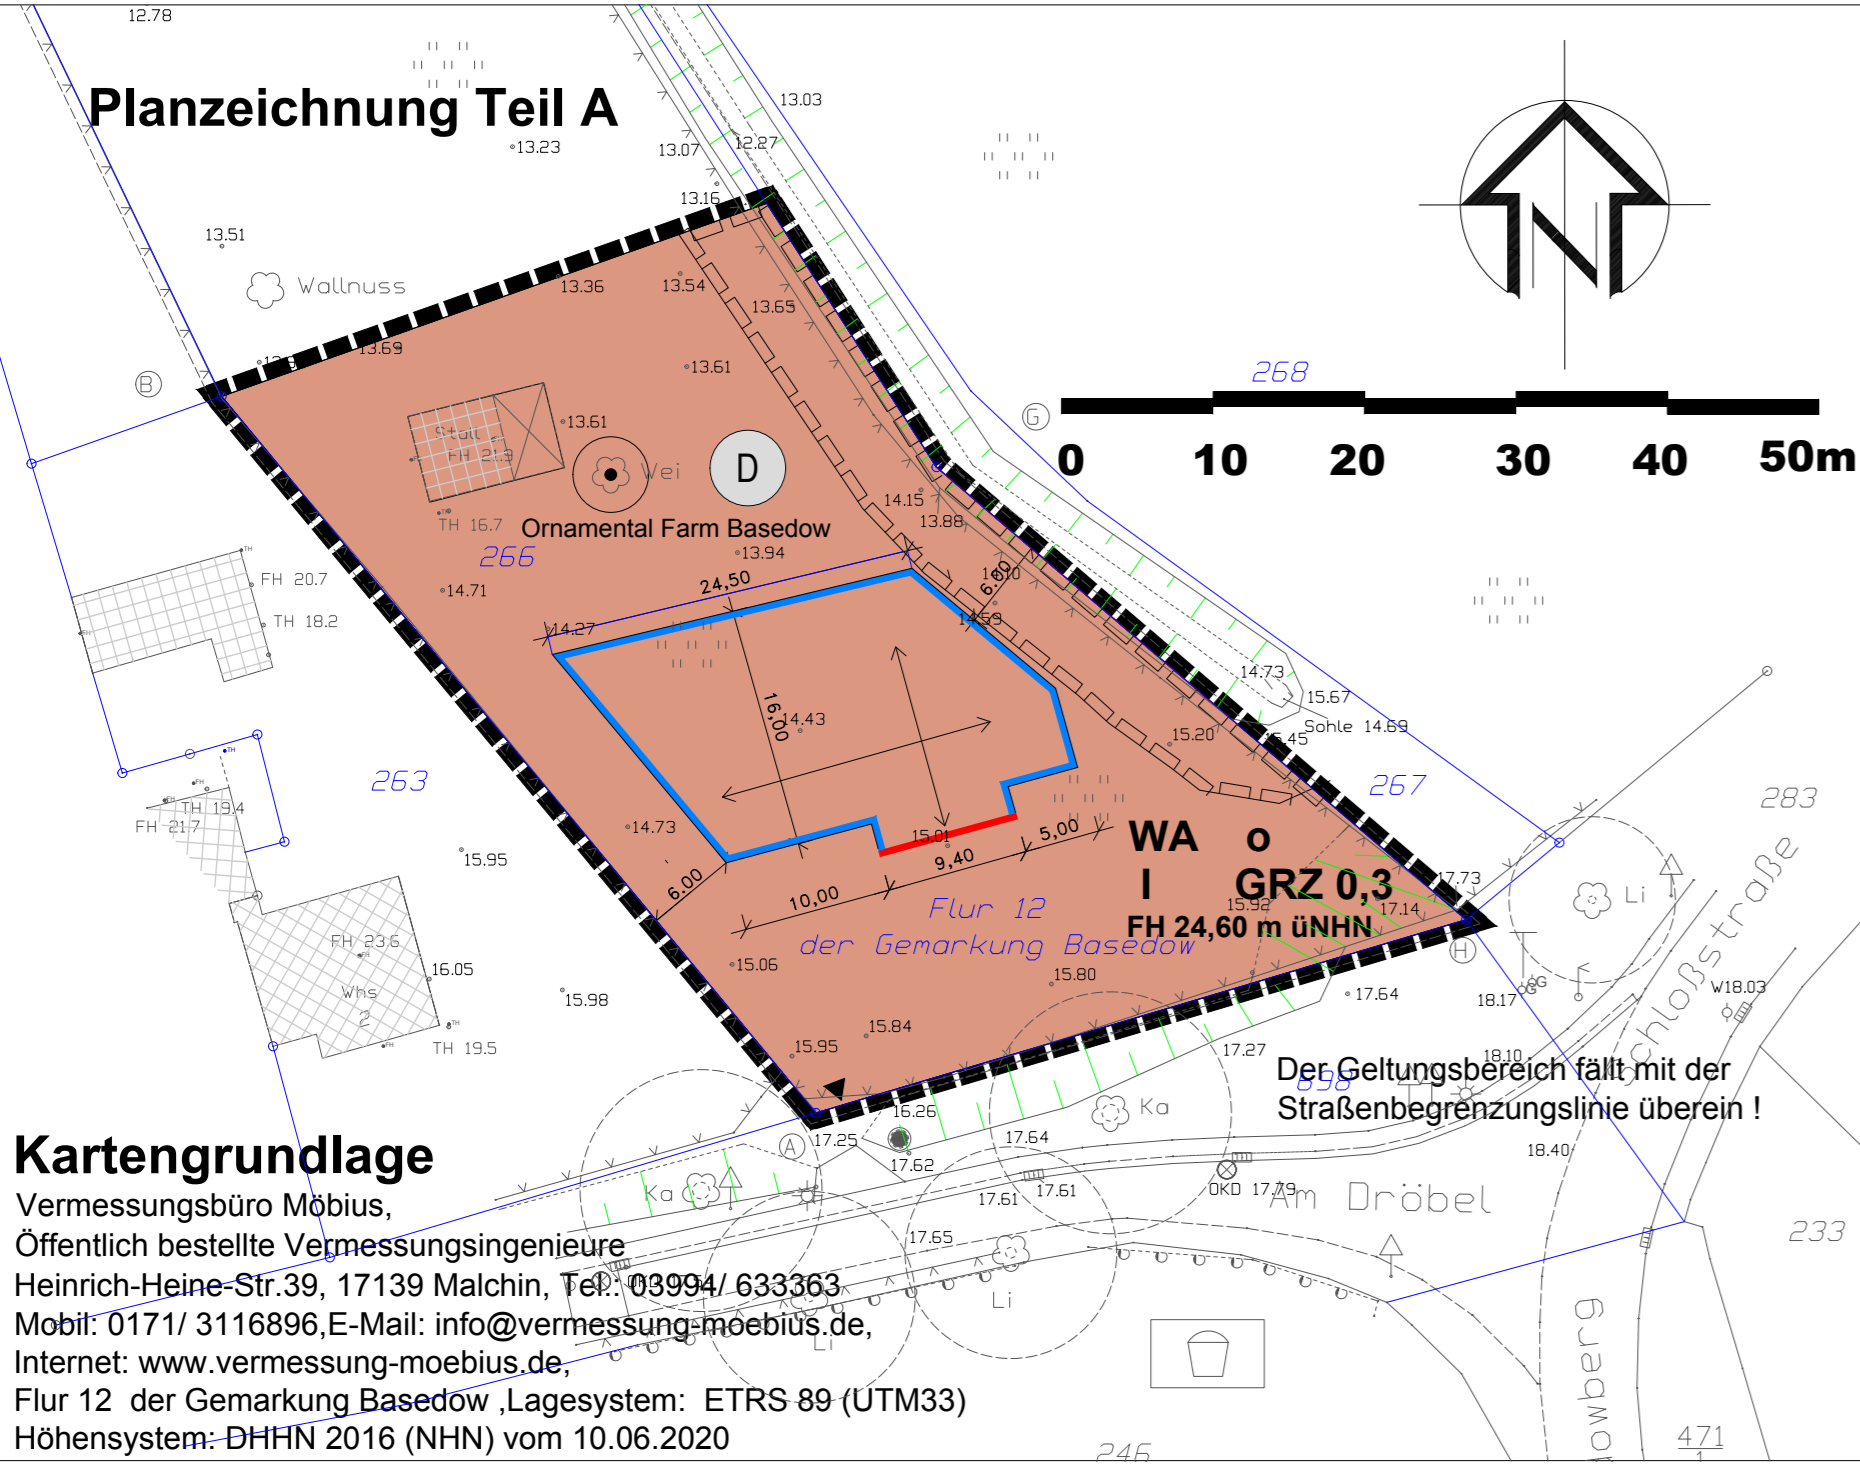 12.78
Planzeichnung Teil A
13.03
12.27
13.07
13.23
13.16
13.51
Wallnuss
13.36
13.54
13.65
13.69
13.61
B
N
268
G
0 10 20 30 40 50m
13.61
Stall
FH 21.9
Wei
D
TH 16.7
Ornamental Farm Basedow
266
14.15
13.88
13.94
24,50
14.71
14.27
14.59
FH 20.7
TH 18.2
16,00
14.43
14.73
15.67
Sohle 14.69
15.20
15.45
263
267
283
TH 19.4
FH 21.7
14.73
15.95
15.01
9,40
5,00
10,00
6.00
WA o
I GRZ 0,3
FH 24,60 m üNHN
17.73
17.14
15.92
Li
Flur 12
der Gemarkung Basedow
H
FH 23.6
Whs
2
16.05
15.98
TH 19.5
15.06
15.80
17.64
18.17
G
W18.03
Schloßstraße
15.84
15.95
17.27
18.10
698
Der Geltungsbereich fällt mit der
Straßenbegrenzungslinie überein !
16.26
17.25
A
17.62
17.64
Ka
18.40
Ka
17.61
17.61
OKD 17.79
Am Dröbel
17.65
233
Li
Li
Kartengrundlage
Vermessungsbüro Möbius,
Öffentlich bestellte Vermessungsingenieure
Heinrich-Heine-Str.39, 17139 Malchin, Tel.: 03994/ 633363
Mobil: 0171/ 3116896,E-Mail: info@vermessung-moebius.de,
Internet: www.vermessung-moebius.de,
Flur 12 der Gemarkung Basedow ,Lagesystem: ETRS 89 (UTM33)
Höhensystem: DHHN 2016 (NHN) vom 10.06.2020
246
471